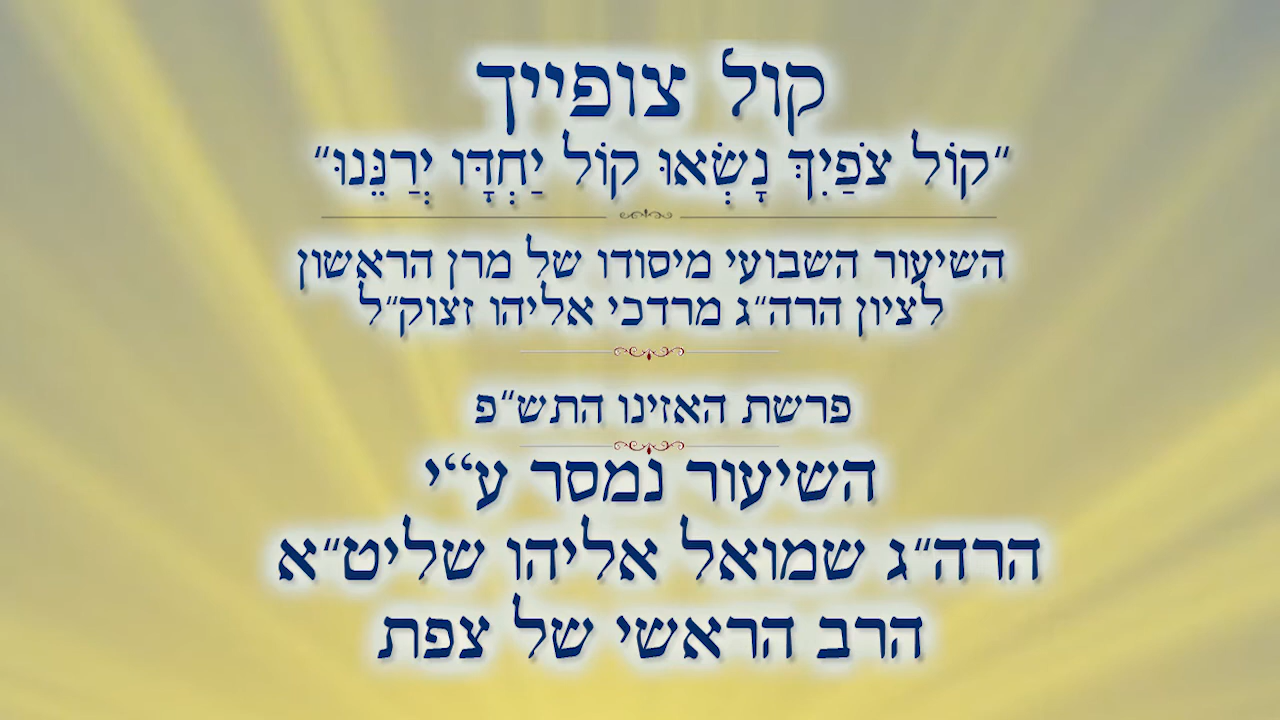 קול צופייך
"קוֹל צֹפַיִךְ נָשְׂאוּ קוֹל יַחְדָּו יְרַנֵּנוּ"
השיעור השבועי מיסודו של מרן הראשון
לציון הרה"ג מרדכי אליהו זצוק"ל
פרשת האזינו התש"פ
השיעור נמסר ע"י
הרה"ג שמואל אליהו שליט"א
הרב הראשי של צפת